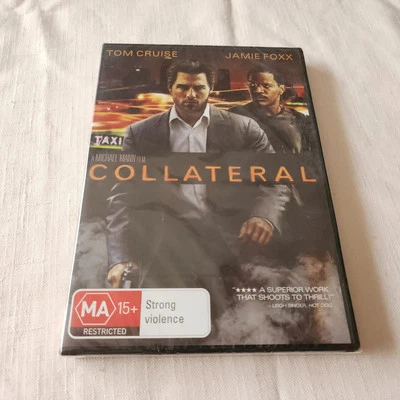 TOM CRUISE JAMIE FOXX
TAXI
A MICHAEL MANN FILM
COLLATERAL
"★★★★ A SUPERIOR WORK
THAT SHOOTS TO THRILL!"
MA 15+ Strong
violence
RESTRICTED